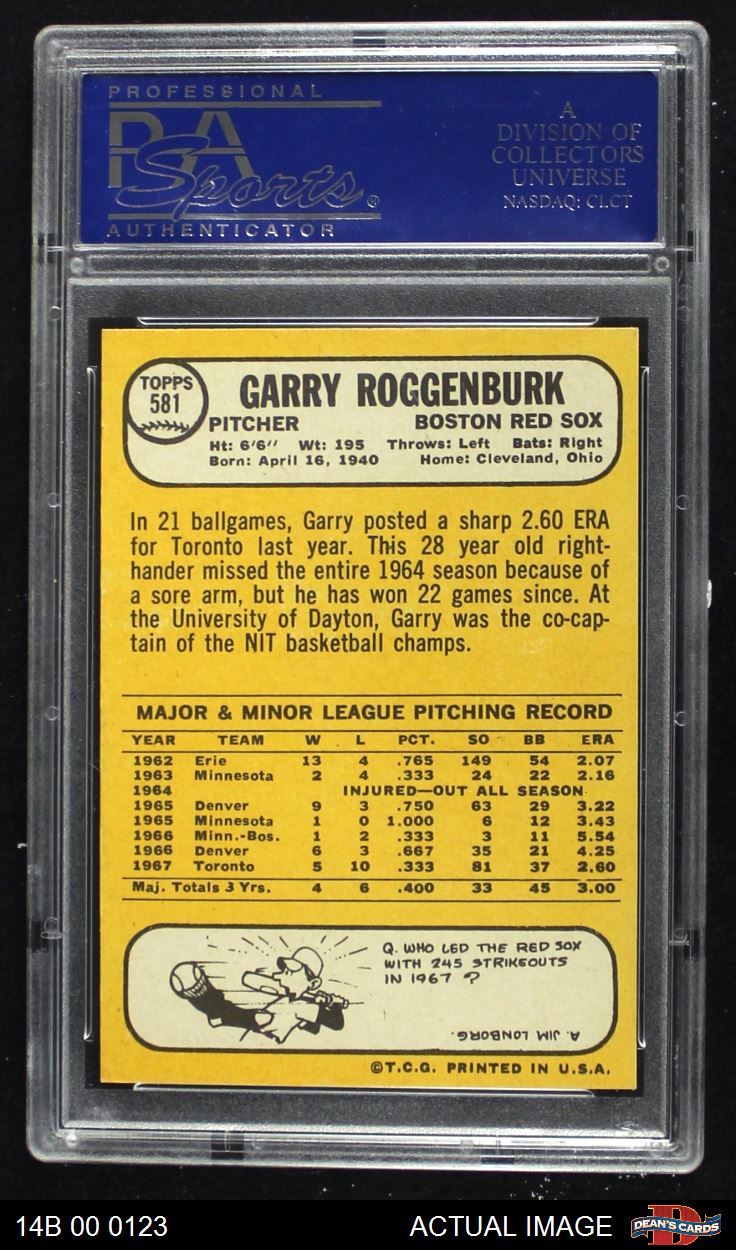 PROFESSIONAL
PSA
Sports®
AUTHENTICATOR
A
DIVISION OF
COLLECTORS
UNIVERSE
NASDAQ: CLCT
TOPPS
581
GARRY ROGGENBURK
PITCHER BOSTON RED SOX
Ht: 6'6'' Wt: 195 Throws: Left Bats: Right
Born: April 16, 1940 Home: Cleveland, Ohio
In 21 ballgames, Garry posted a sharp 2.60 ERA
for Toronto last year. This 28 year old right-
hander missed the entire 1964 season because of
a sore arm, but he has won 22 games since. At
the University of Dayton, Garry was the co-cap-
tain of the NIT basketball champs.
MAJOR & MINOR LEAGUE PITCHING RECORD
YEAR TEAM W L PCT. SO BB ERA
1962 Erie 13 4 .765 149 54 2.07
1963 Minnesota 2 4 .333 24 22 2.16
1964 INJURED—OUT ALL SEASON
1965 Denver 9 3 .750 63 29 3.22
1965 Minnesota 1 0 1.000 6 12 3.43
1966 Minn.-Bos. 1 2 .333 3 11 5.54
1966 Denver 6 3 .667 35 21 4.25
1967 Toronto 5 10 .333 81 37 2.60
Maj. Totals 3 Yrs. 4 6 .400 33 45 3.00
Q. WHO LED THE RED SOX
WITH 245 STRIKEOUTS
IN 1967 ?
A. JIM LONBORG.
©T.C.G. PRINTED IN U.S.A.
14B 00 0123 ACTUAL IMAGE
DEAN'S CARDS